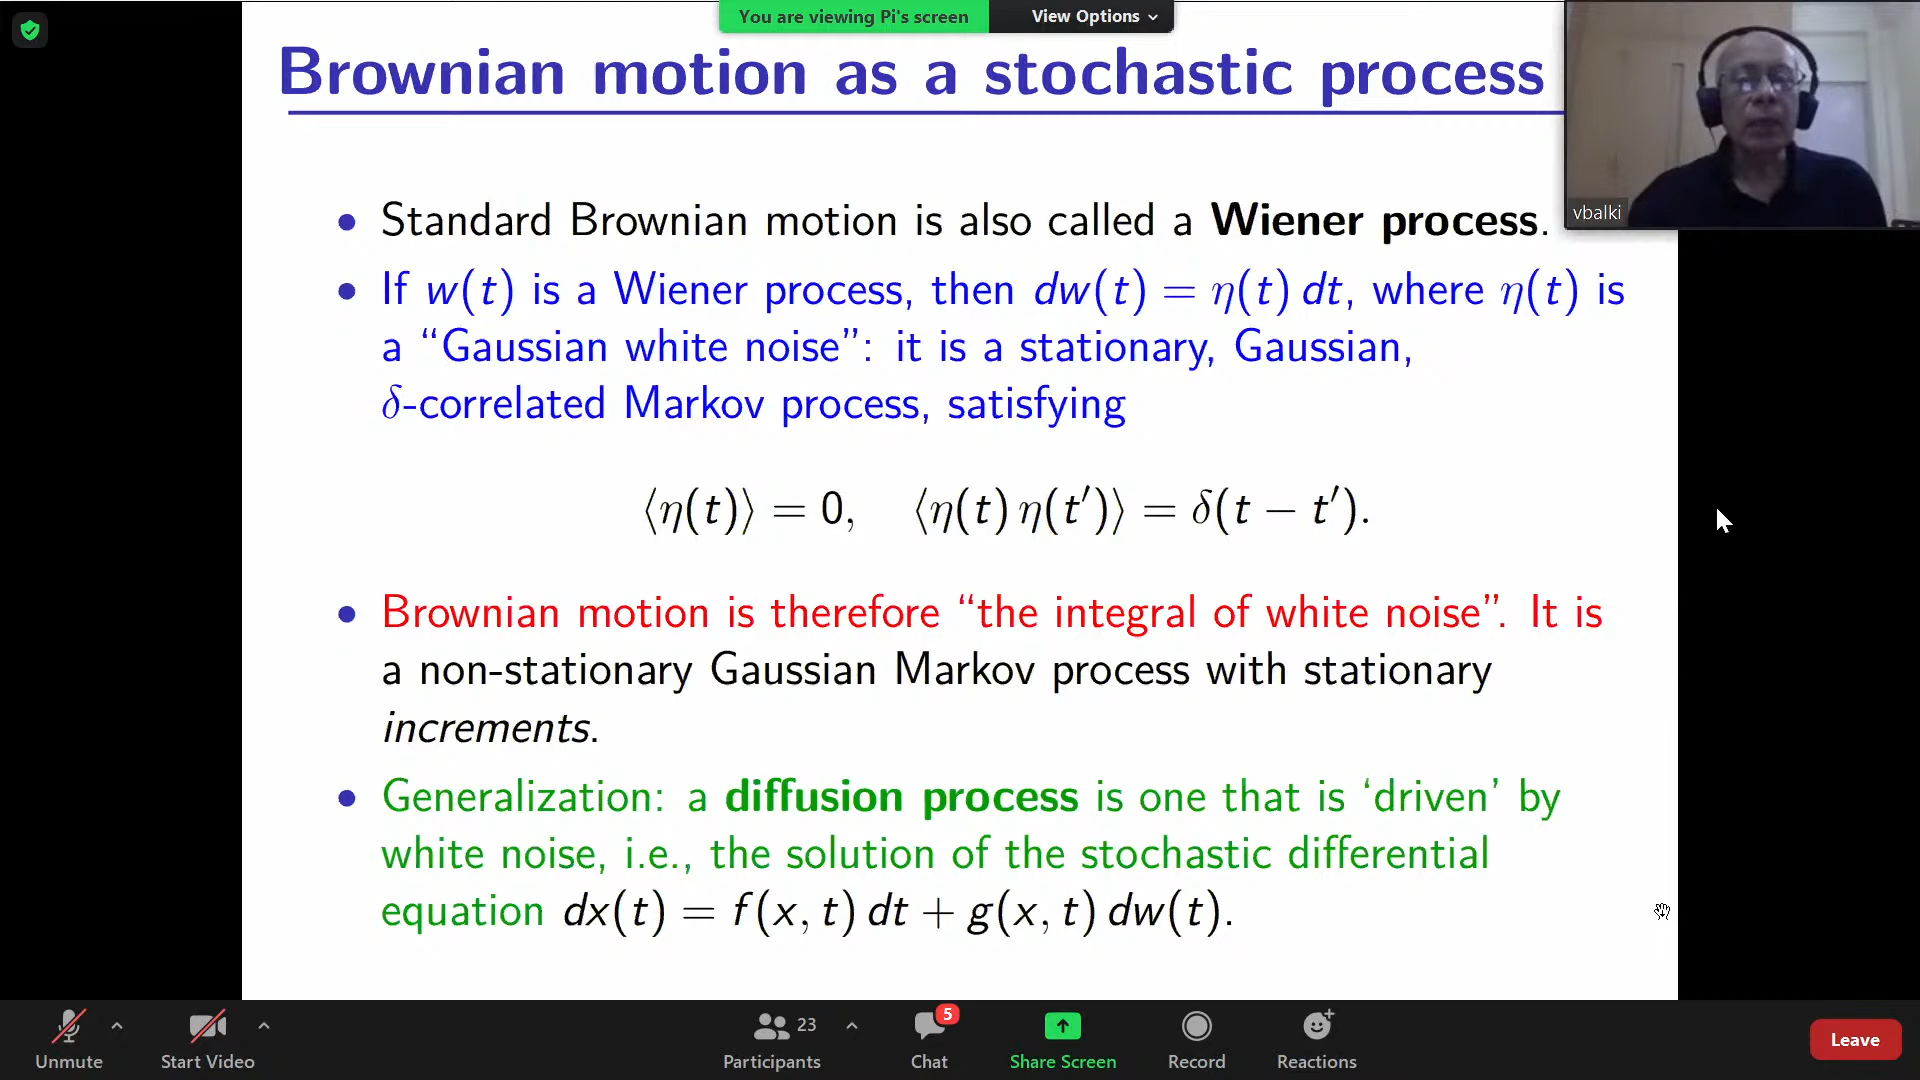 You are viewing Pi's screen
View Options
Brownian motion as a stochastic process
vbalki
• Standard Brownian motion is also called a Wiener process.
• If w(t) is a Wiener process, then dw(t) = η(t) dt, where η(t) is
a “Gaussian white noise”: it is a stationary, Gaussian,
δ-correlated Markov process, satisfying
⟨η(t)⟩ = 0, ⟨η(t) η(t′)⟩ = δ(t − t′).
• Brownian motion is therefore “the integral of white noise”. It is
a non-stationary Gaussian Markov process with stationary
increments.
• Generalization: a diffusion process is one that is ‘driven’ by
white noise, i.e., the solution of the stochastic differential
equation dx(t) = f(x, t) dt + g(x, t) dw(t).
Unmute
Start Video
23
Participants
5
Chat
Share Screen
Record
Reactions
Leave